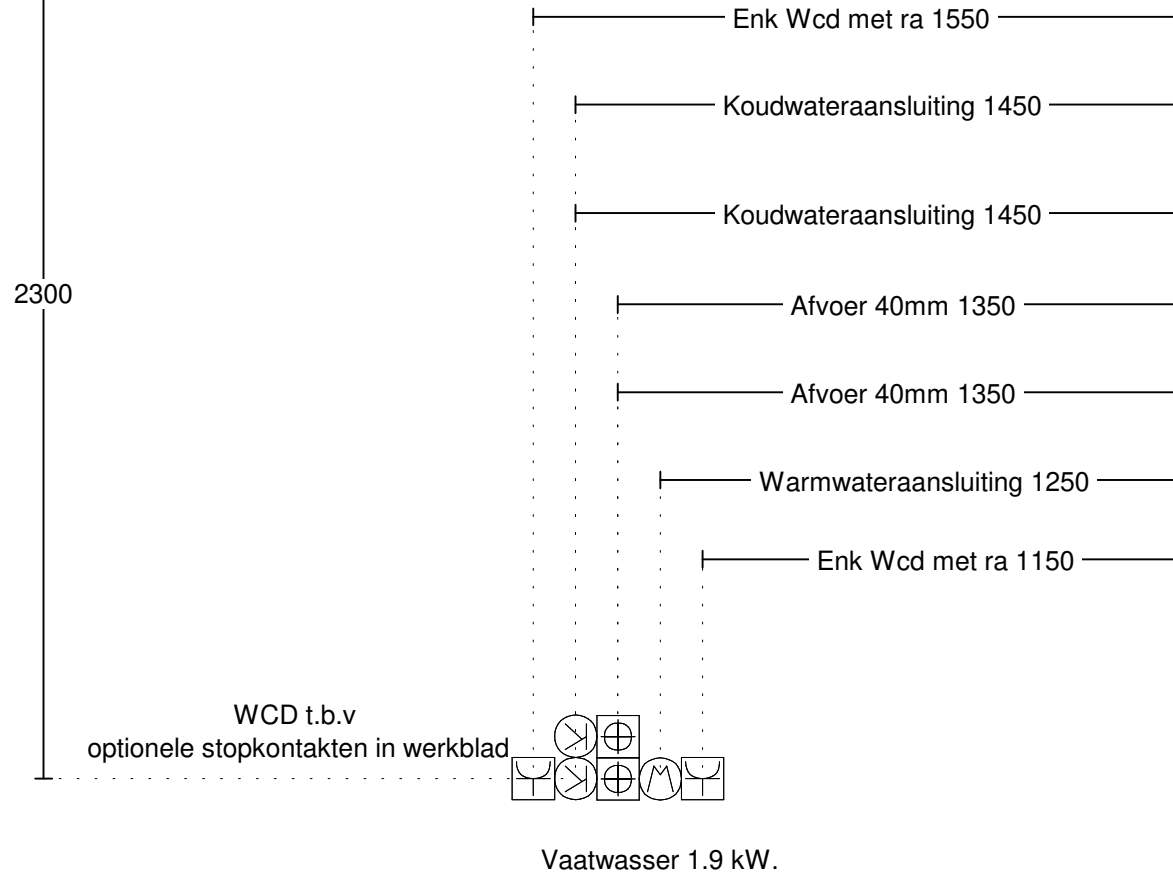 Enk Wcd met ra 1550
Koudwateraansluiting 1450
Koudwateraansluiting 1450
2300
Afvoer 40mm 1350
Afvoer 40mm 1350
Warmwateraansluiting 1250
Enk Wcd met ra 1150
WCD t.b.v
optionele stopkontakten in werkblad
K
K W
Vaatwasser 1.9 kW.